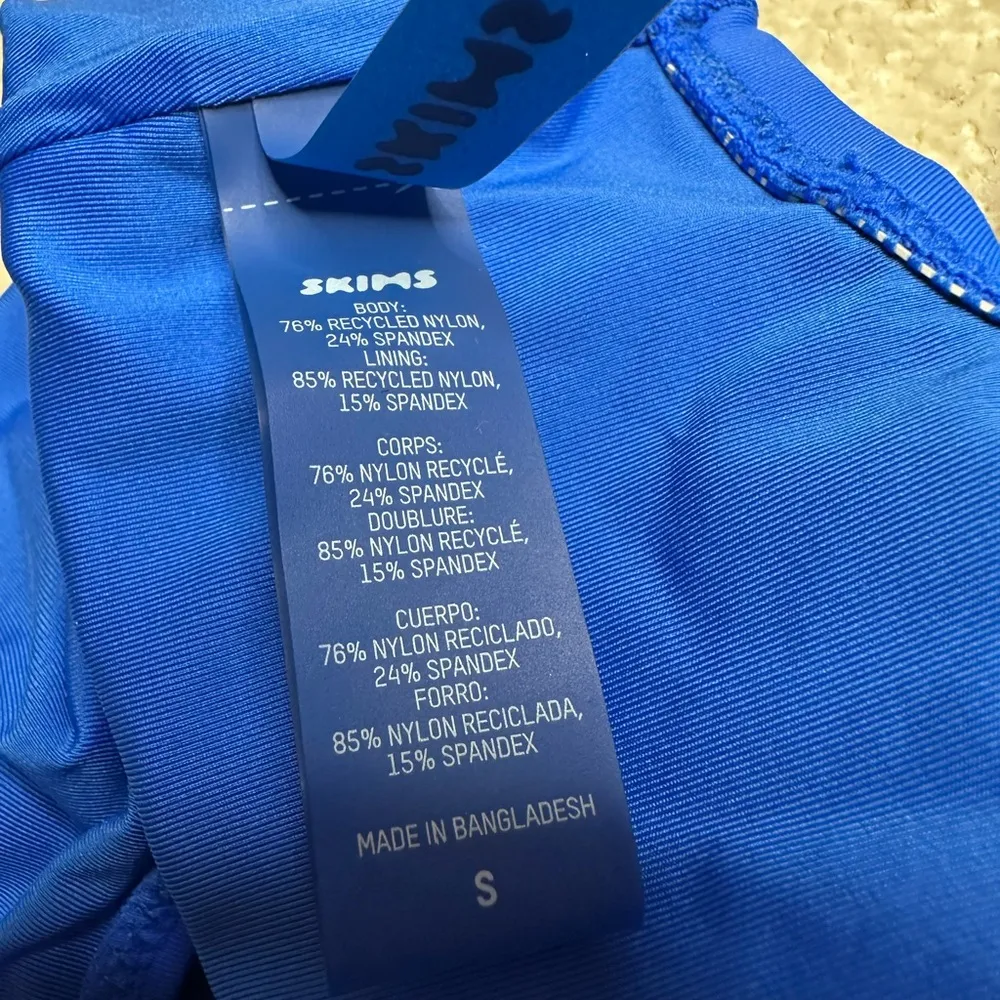 SKIMS
SKIMS
BODY:
76% RECYCLED NYLON,
24% SPANDEX
LINING:
85% RECYCLED NYLON,
15% SPANDEX
CORPS:
76% NYLON RECYCLÉ,
24% SPANDEX
DOUBLURE:
85% NYLON RECYCLÉ,
15% SPANDEX
CUERPO:
76% NYLON RECICLADO,
24% SPANDEX
FORRO:
85% NYLON RECICLADA,
15% SPANDEX
MADE IN BANGLADESH
S